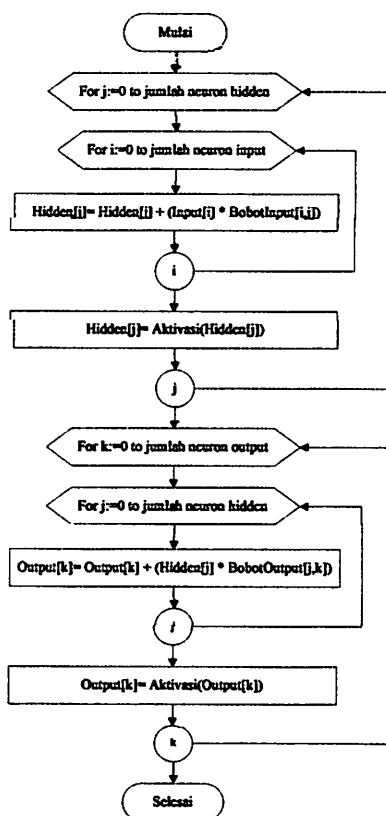 Mulai
For j:=0 to jumlah neuron hidden
For i:=0 to jumlah neuron input
Hidden[j]= Hidden[j] + (Input[i] * BobotInput[i,j])
i
Hidden[j]= Aktivasi(Hidden[j])
j
For k:=0 to jumlah neuron output
For j:=0 to jumlah neuron hidden
Output[k]= Output[k] + (Hidden[j] * BobotOutput[j,k])
j
Output[k]= Aktivasi(Output[k])
k
Selesai